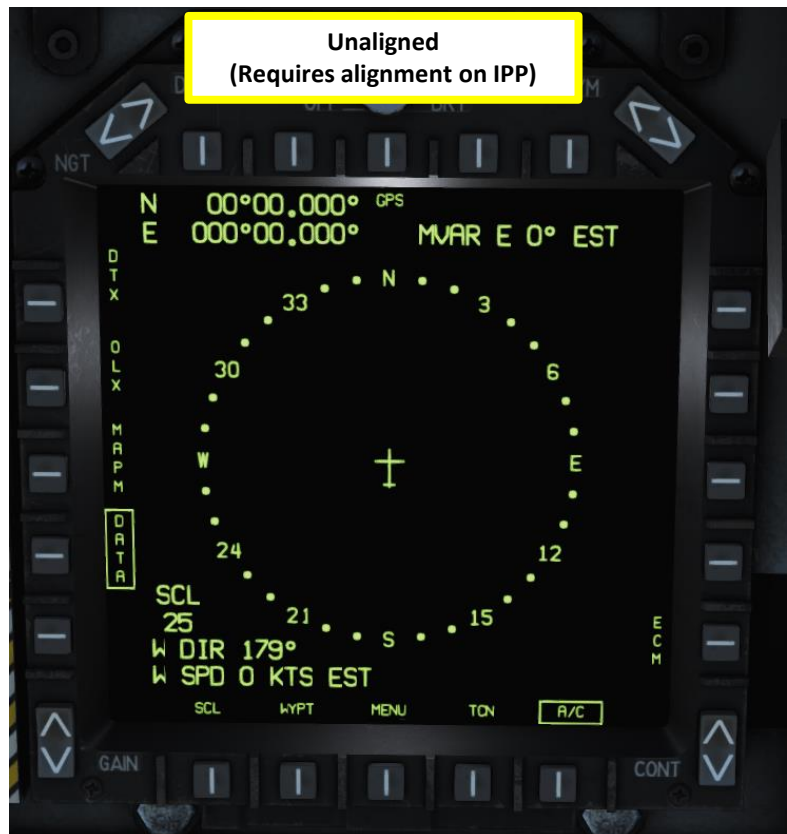 Unaligned
(Requires alignment on IPP)
NGT
N 00°00.000° GPS
E 000°00.000° MVAR E 0° EST
DTX
OLX
MAPM
DATA
N
33 3
30 6
W E
24 12
21 15
S
SCL
25
W DIR 179°
W SPD 0 KTS EST
ECM
SCL WYPT MENU TCN A/C
GAIN CONT